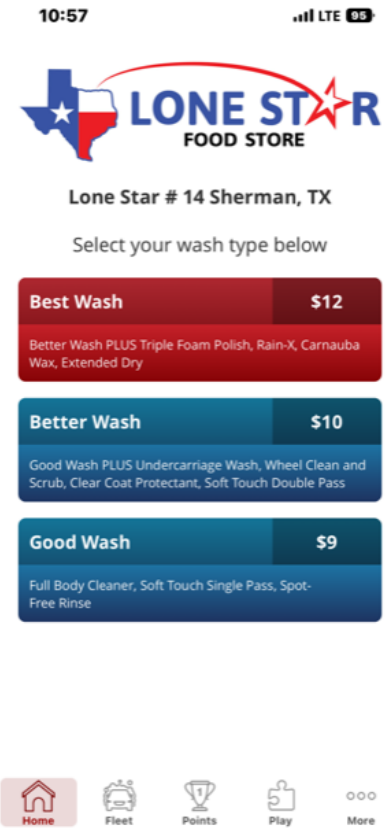 10:57 LTE 95
LONE STAR
FOOD STORE
Lone Star # 14 Sherman, TX
Select your wash type below
Best Wash $12
Better Wash PLUS Triple Foam Polish, Rain-X, Carnauba
Wax, Extended Dry
Better Wash $10
Good Wash PLUS Undercarriage Wash, Wheel Clean and
Scrub, Clear Coat Protectant, Soft Touch Double Pass
Good Wash $9
Full Body Cleaner, Soft Touch Single Pass, Spot-
Free Rinse
1
Home Fleet Points Play More